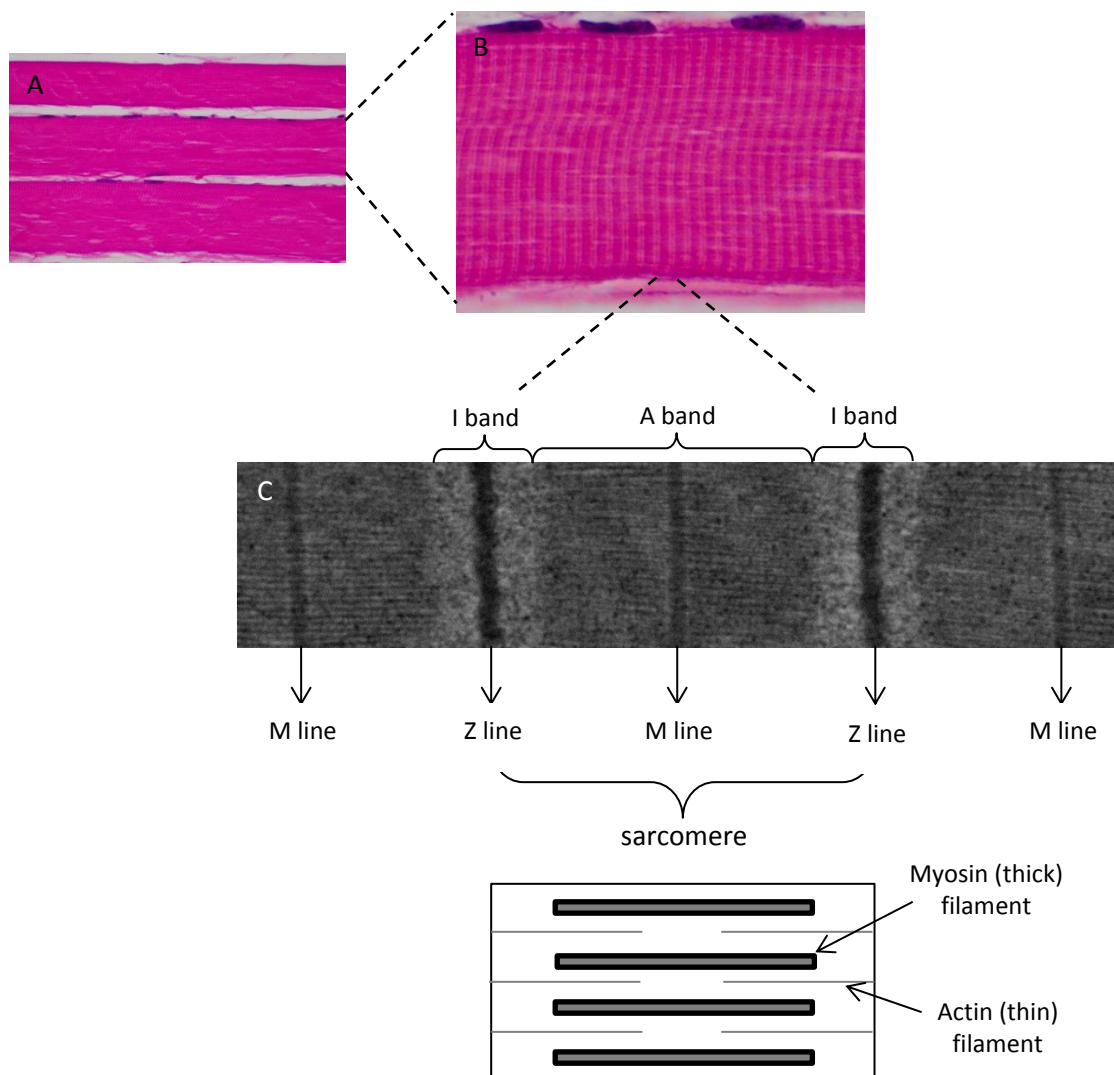 A
B
I band
A band
I band
C
M line
Z line
M line
Z line
M line
sarcomere
Myosin (thick)
filament
Actin (thin)
filament